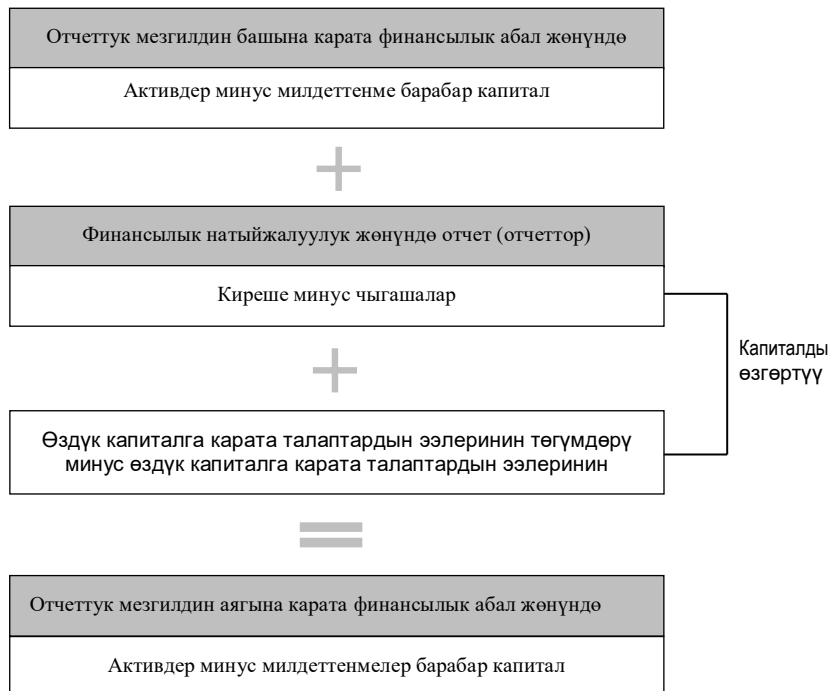 Отчеттук мезгилдин башына карата финансылык абал жөнүндө
Активдер минус милдеттенме барабар капитал
+
Финансылык натыйжалуулук жөнүндө отчет (отчеттор)
Киреше минус чыгашалар
+
Капиталды
өзгөртүү
Өздүк капиталга карата талаптардын ээлеринин төгүмдөрү
минус өздүк капиталга карата талаптардын ээлеринин
=
Отчеттук мезгилдин аягына карата финансылык абал жөнүндө
Активдер минус милдеттенмелер барабар капитал